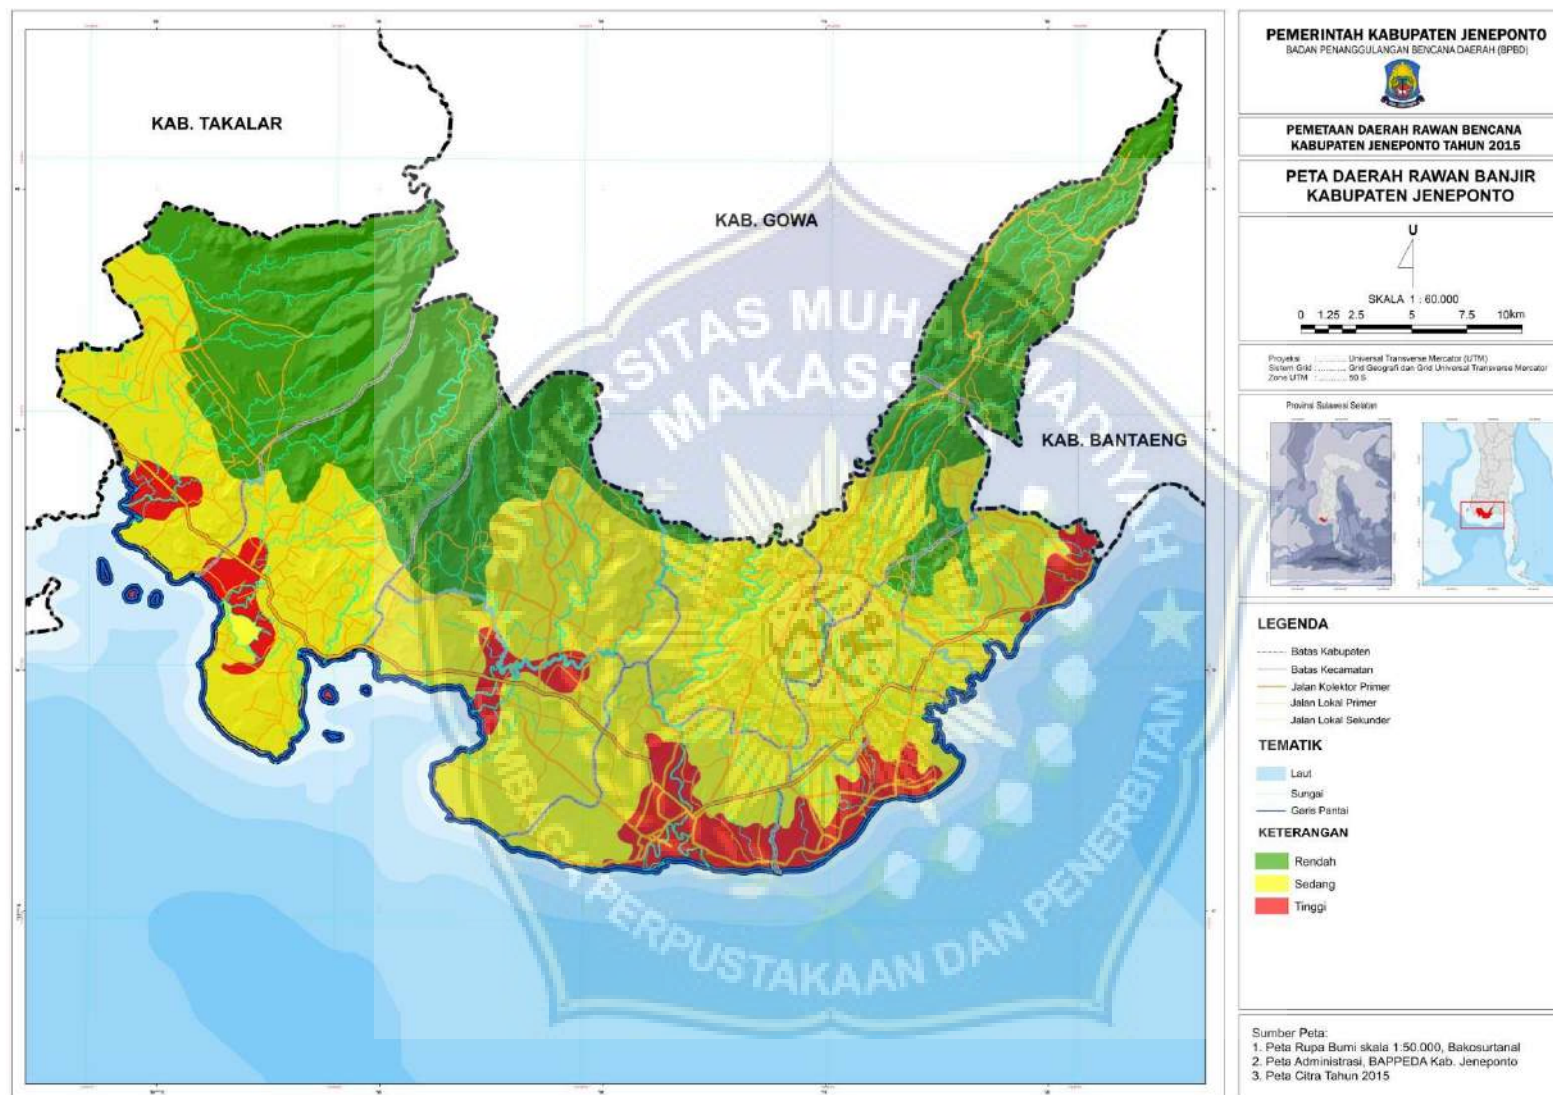 KAB. TAKALAR
KAB. GOWA
KAB. BANTAENG
UNIVERSITAS MUHAMMADIYAH
MAKASSAR
LEMBAGA PERPUSTAKAAN DAN PENERBITAN
PEMERINTAH KABUPATEN JENEPONTO
BADAN PENANGGULANGAN BENCANA DAERAH (BPBD)
PEMETAAN DAERAH RAWAN BENCANA
KABUPATEN JENEPONTO TAHUN 2015
PETA DAERAH RAWAN BANJIR
KABUPATEN JENEPONTO
U
SKALA 1 : 60.000
0 1.25 2.5 5 7.5 10km
Proyeksi : ............ Universal Transverse Mercator (UTM)
Sistem Grid : ............ Grid Geografi dan Grid Universal Transverse Mercator
Zone UTM : ............ 50 S
Provinsi Sulawesi Selatan
LEGENDA
Batas Kabupaten
Batas Kecamatan
Jalan Kolektor Primer
Jalan Lokal Primer
Jalan Lokal Sekunder
TEMATIK
Laut
Sungai
Garis Pantai
KETERANGAN
Rendah
Sedang
Tinggi
Sumber Peta:
1. Peta Rupa Bumi skala 1:50.000, Bakosurtanal
2. Peta Administrasi, BAPPEDA Kab. Jeneponto
3. Peta Citra Tahun 2015